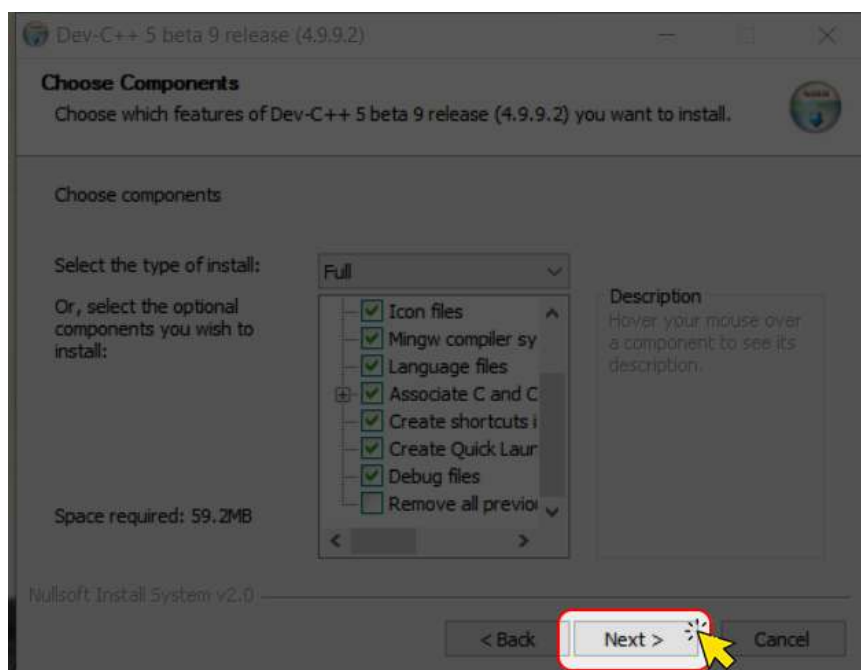 Dev-C++ 5 beta 9 release (4.9.9.2)
Choose Components
Choose which features of Dev-C++ 5 beta 9 release (4.9.9.2) you want to install.
Choose components
Select the type of install:
Full
Or, select the optional
components you wish to
install:
Icon files
Mingw compiler sy
Language files
Associate C and C
Create shortcuts i
Create Quick Laur
Debug files
Remove all previou
Description
Hover your mouse over
a component to see its
description.
Space required: 59.2MB
Nullsoft Install System v2.0
< Back
Next >
Cancel